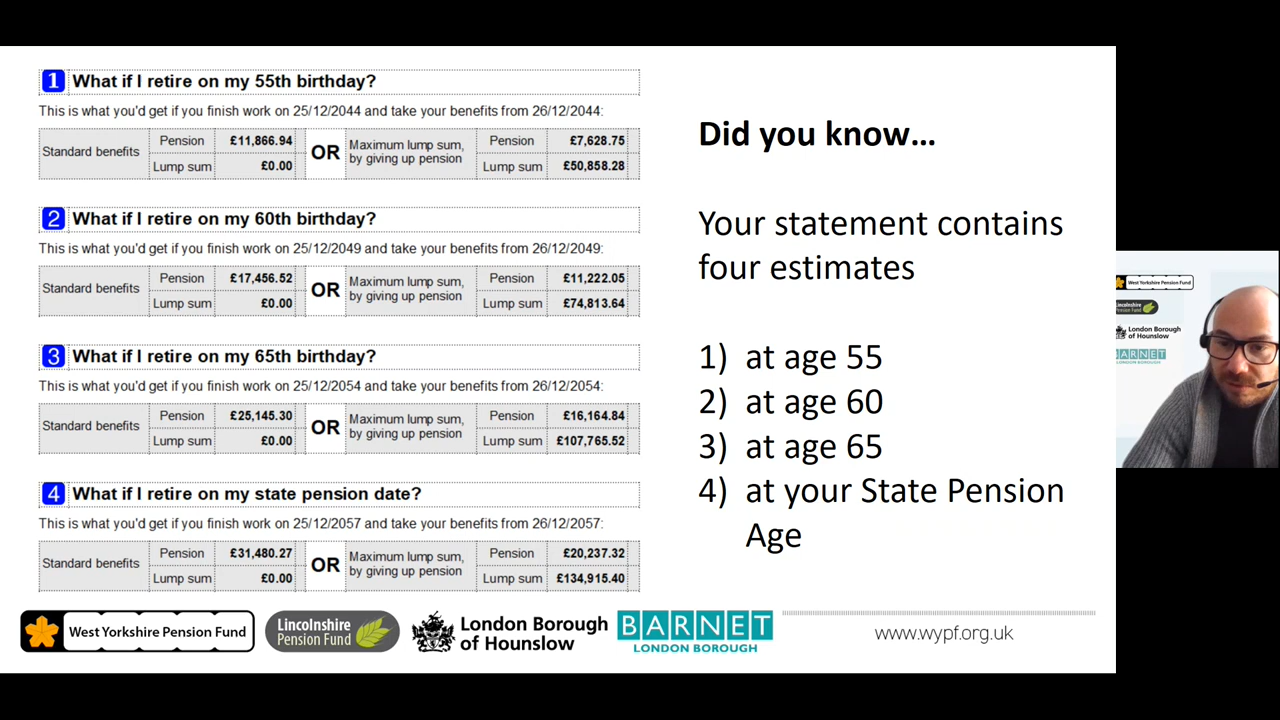 1 What if I retire on my 55th birthday?
This is what you'd get if you finish work on 25/12/2044 and take your benefits from 26/12/2044:
Standard benefits
Pension £11,866.94
Lump sum £0.00
OR
Maximum lump sum,
by giving up pension
Pension £7,628.75
Lump sum £50,858.28
2 What if I retire on my 60th birthday?
This is what you'd get if you finish work on 25/12/2049 and take your benefits from 26/12/2049:
Standard benefits
Pension £17,456.52
Lump sum £0.00
OR
Maximum lump sum,
by giving up pension
Pension £11,222.05
Lump sum £74,813.64
3 What if I retire on my 65th birthday?
This is what you'd get if you finish work on 25/12/2054 and take your benefits from 26/12/2054:
Standard benefits
Pension £25,145.30
Lump sum £0.00
OR
Maximum lump sum,
by giving up pension
Pension £16,164.84
Lump sum £107,765.52
4 What if I retire on my state pension date?
This is what you'd get if you finish work on 25/12/2057 and take your benefits from 26/12/2057:
Standard benefits
Pension £31,480.27
Lump sum £0.00
OR
Maximum lump sum,
by giving up pension
Pension £20,237.32
Lump sum £134,915.40
Did you know...
Your statement contains
four estimates
1) at age 55
2) at age 60
3) at age 65
4) at your State Pension
Age
West Yorkshire Pension Fund
Lincolnshire
Pension Fund
London Borough
of Hounslow
BARNET
LONDON BOROUGH
www.wypf.org.uk
West Yorkshire Pension Fund
Lincolnshire
Pension Fund
London Borough
of Hounslow
BARNET